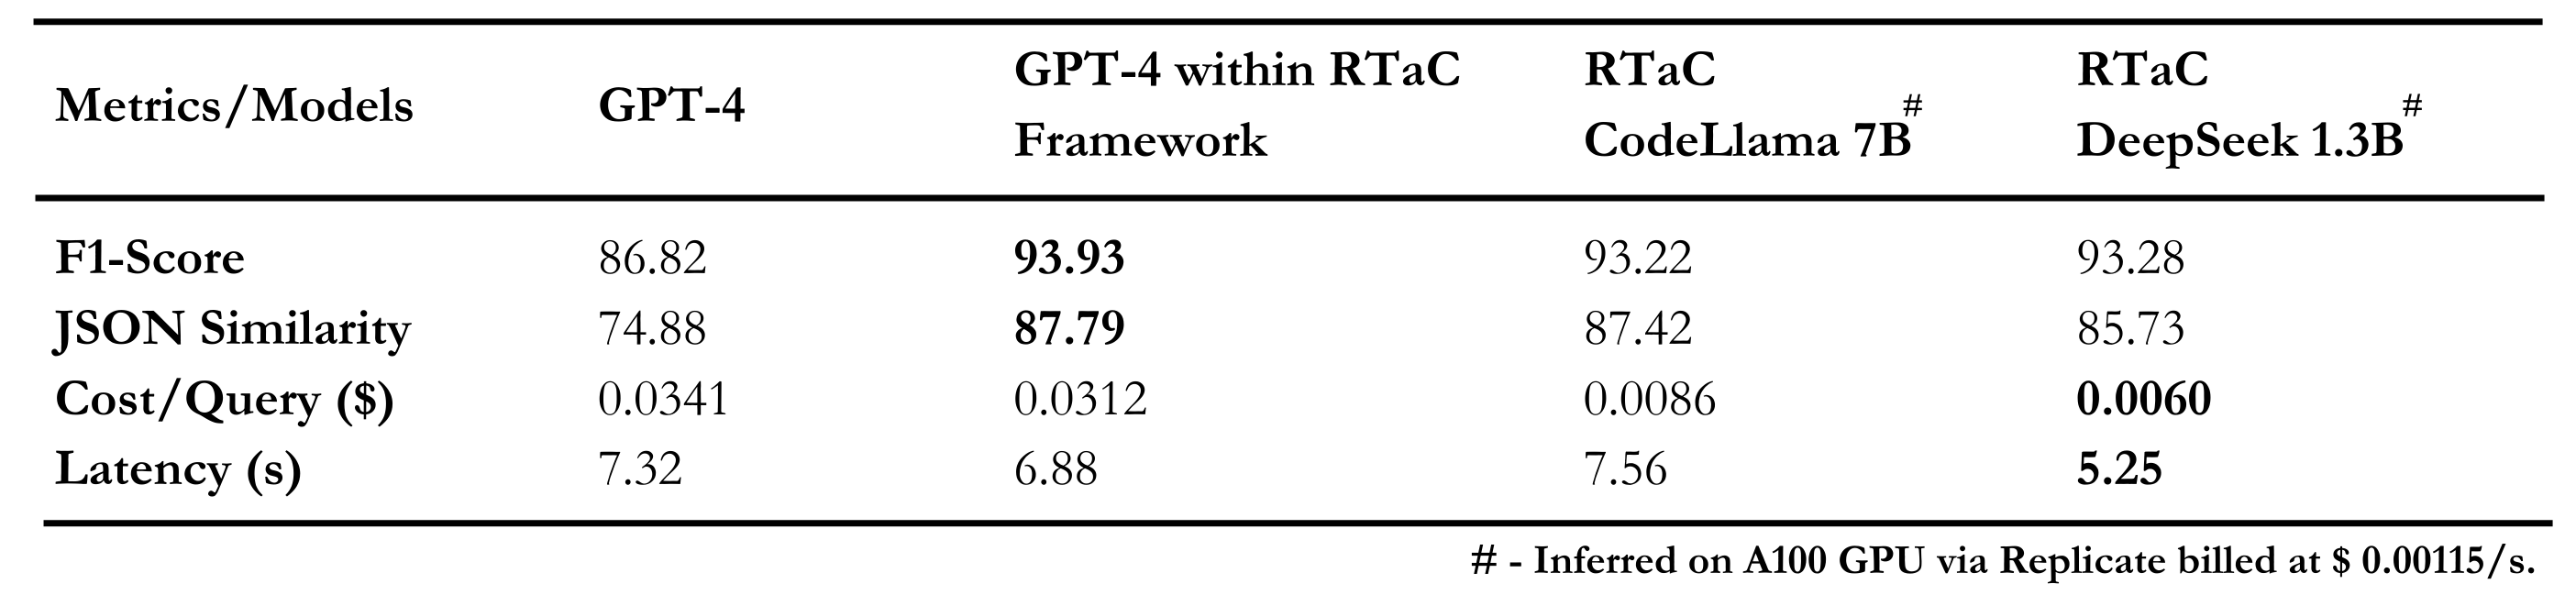 Metrics/Models GPT-4 GPT-4 within RTaC Framework RTaC CodeLlama 7B# RTaC DeepSeek 1.3B#
F1-Score 86.82 93.93 93.22 93.28
JSON Similarity 74.88 87.79 87.42 85.73
Cost/Query ($) 0.0341 0.0312 0.0086 0.0060
Latency (s) 7.32 6.88 7.56 5.25
# - Inferred on A100 GPU via Replicate billed at $ 0.00115/s.